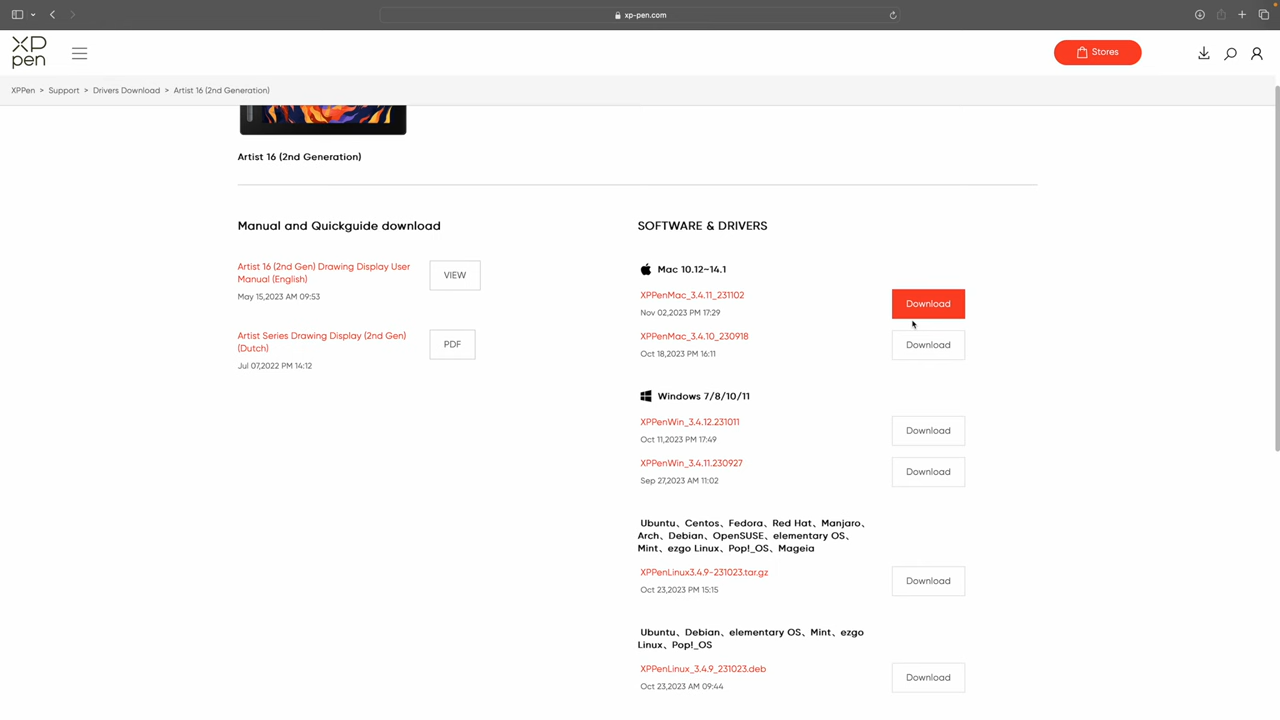 xp-pen.com
XP
pen
Stores
XPPen > Support > Drivers Download > Artist 16 (2nd Generation)
Artist 16 (2nd Generation)
Manual and Quickguide download
Artist 16 (2nd Gen) Drawing Display User
Manual (English)
May 15,2023 AM 09:53
VIEW
Artist Series Drawing Display (2nd Gen)
(Dutch)
Jul 07,2022 PM 14:12
PDF
SOFTWARE & DRIVERS
Mac 10.12~14.1
XPPenMac_3.4.11_231102
Nov 02,2023 PM 17:29
Download
XPPenMac_3.4.10_230918
Oct 18,2023 PM 16:11
Download
Windows 7/8/10/11
XPPenWin_3.4.12.231011
Oct 11,2023 PM 17:49
Download
XPPenWin_3.4.11.230927
Sep 27,2023 AM 11:02
Download
Ubuntu、Centos、Fedora、Red Hat、Manjaro、
Arch、Debian、OpenSUSE、elementary OS、
Mint、ezgo Linux、Pop!_OS、Mageia
XPPenLinux3.4.9-231023.tar.gz
Oct 23,2023 PM 15:15
Download
Ubuntu、Debian、elementary OS、Mint、ezgo
Linux、Pop!_OS
XPPenLinux_3.4.9_231023.deb
Oct 23,2023 AM 09:44
Download